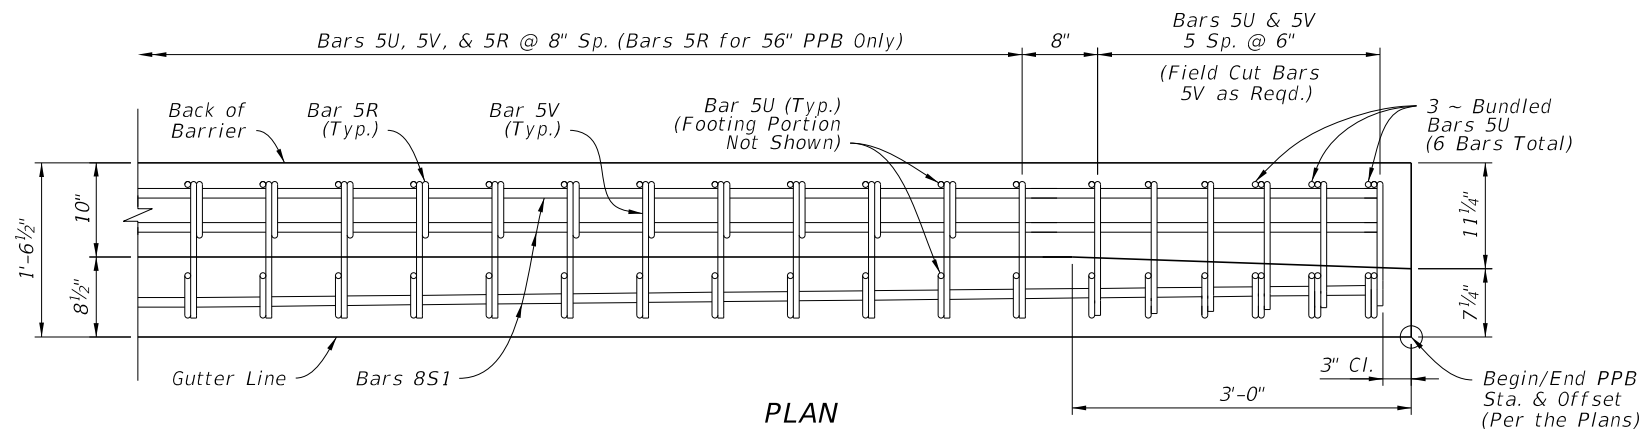 Bars 5U & 5V
5 Sp. @ 6"
Bars 5U, 5V, & 5R @ 8" Sp. (Bars 5R for 56" PPB Only)
8"
(Field Cut Bars
5V as Reqd.)
Back of
Barrier
Bar 5R
(Typ.)
Bar 5V
(Typ.)
Bar 5U (Typ.)
(Footing Portion
Not Shown)
3 ~ Bundled
Bars 5U
(6 Bars Total)
1'-6½"
10"
8½"
11¼"
7¼"
Gutter Line
Bars 8S1
3" Cl.
3'-0"
Begin/End PPB
Sta. & Offset
(Per the Plans)
PLAN